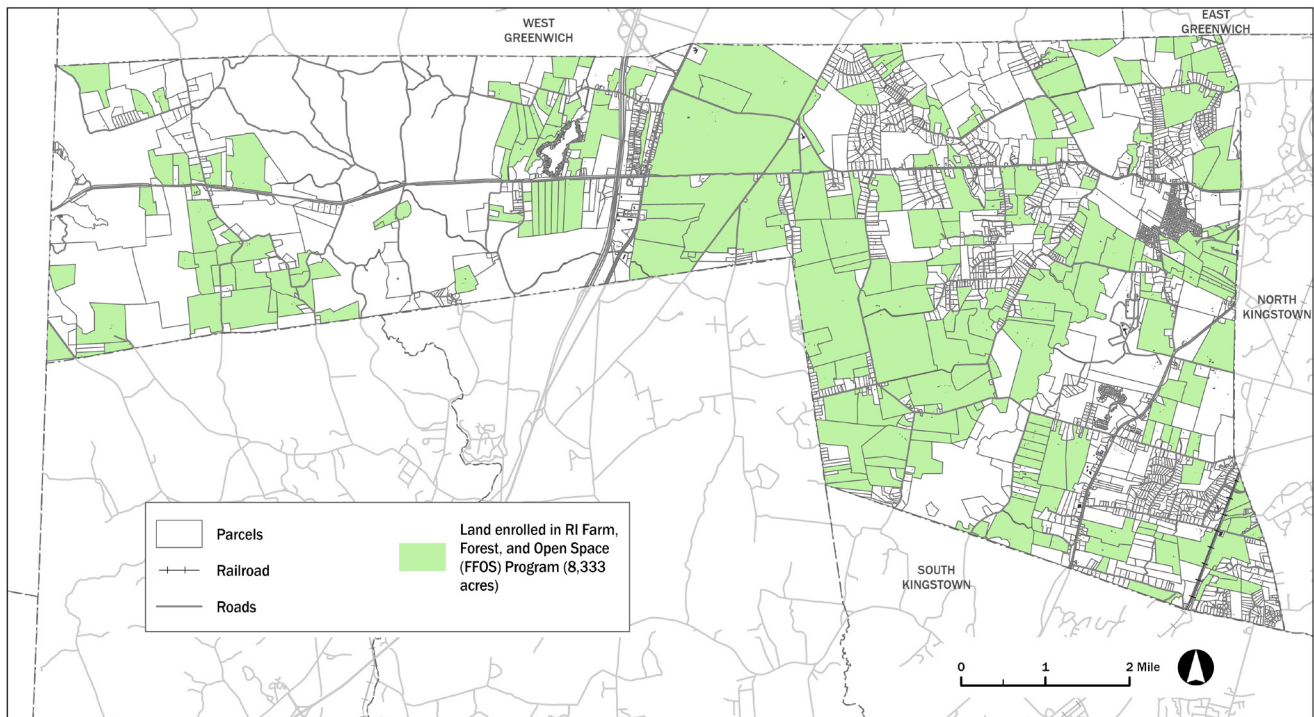 WEST
GREENWICH
EAST
GREENWICH
NORTH
KINGSTOWN
SOUTH
KINGSTOWN
Parcels
Railroad
Roads
Land enrolled in RI Farm,
Forest, and Open Space
(FFOS) Program (8,333
acres)
0 1 2 Mile